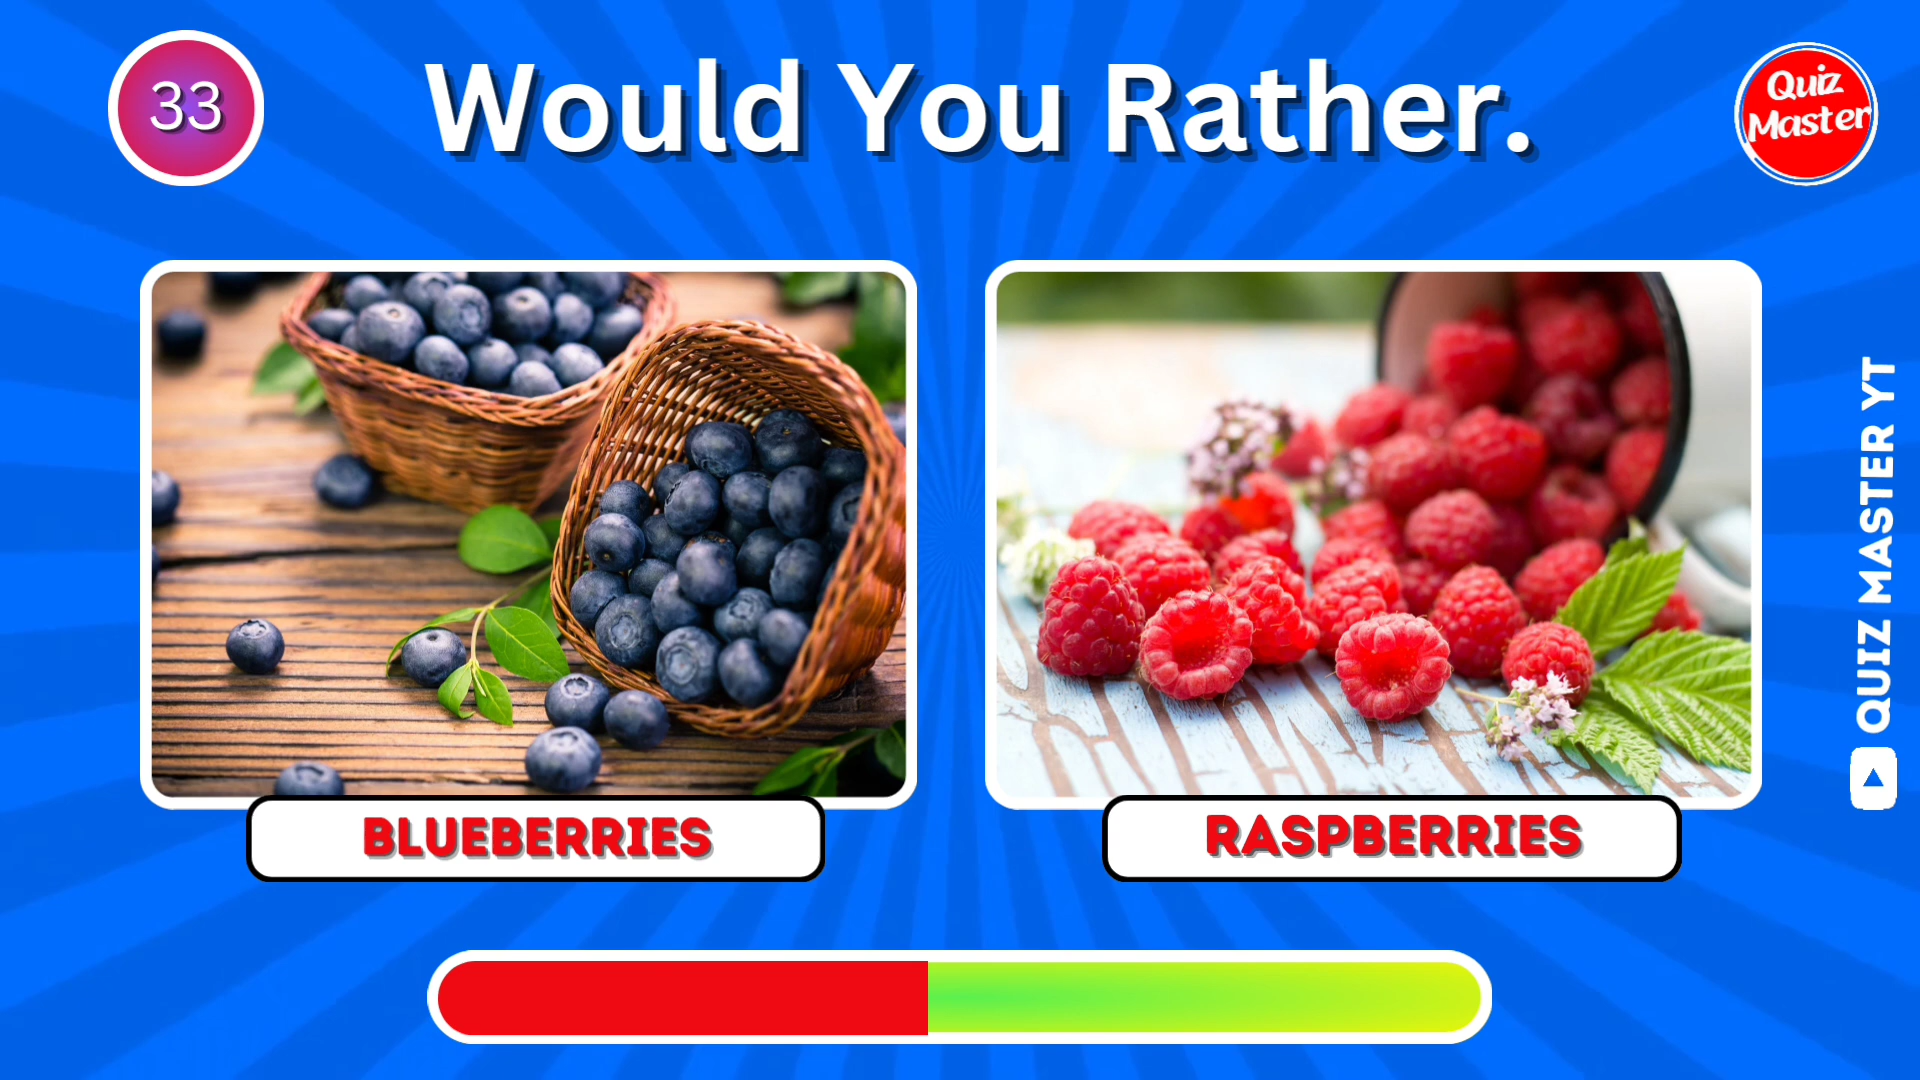 33
Would You Rather.
Quiz
Master
BLUEBERRIES
RASPBERRIES
QUIZ MASTER YT